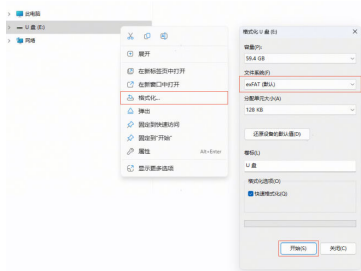 此电脑
U 盘 (E:)
网络
展开
在新标签页中打开
在新窗口中打开
格式化...
弹出
固定到快速访问
固定到"开始"
属性
Alt+Enter
显示更多选项
格式化 U 盘 (E:)
容量(P):
59.4 GB
文件系统(F)
exFAT (默认)
分配单元大小(A)
128 KB
还原设备的默认值(D)
卷标(L)
U 盘
格式化选项(O)
快速格式化(Q)
开始(S)
关闭(C)